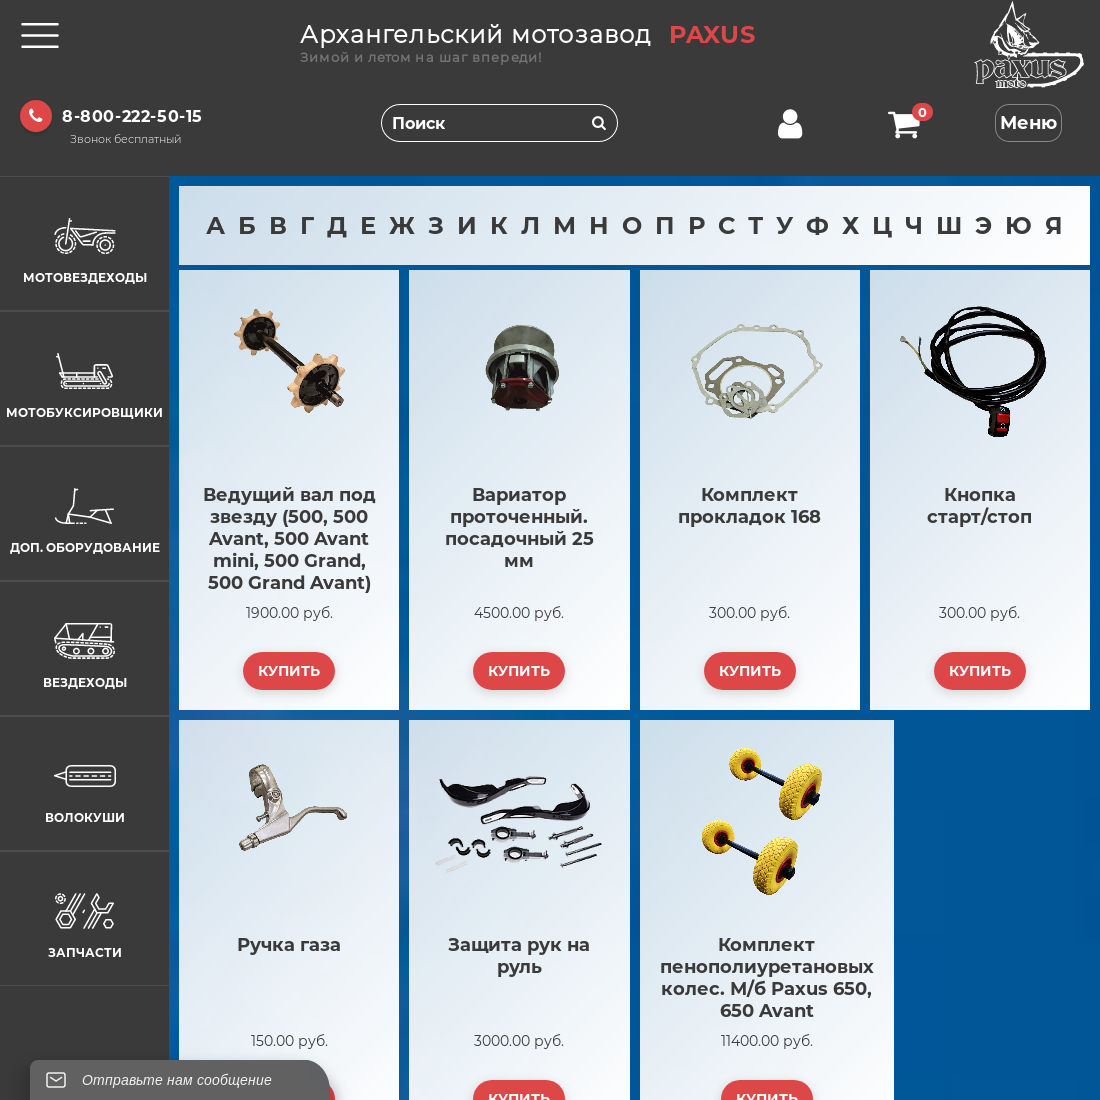 Архангельский мотозавод PAXUS
Зимой и летом на шаг впереди!
paxus
moto
8-800-222-50-15
Звонок бесплатный
Поиск
0
Меню
МОТОВЕЗДЕХОДЫ
МОТОБУКСИРОВЩИКИ
ДОП. ОБОРУДОВАНИЕ
ВЕЗДЕХОДЫ
ВОЛОКУШИ
ЗАПЧАСТИ
А Б В Г Д Е Ж З И К Л М Н О П Р С Т У Ф Х Ц Ч Ш Э Ю Я
Ведущий вал под
звезду (500, 500
Avant, 500 Avant
mini, 500 Grand,
500 Grand Avant)
1900.00 руб.
КУПИТЬ
Вариатор
проточенный.
посадочный 25
мм
4500.00 руб.
КУПИТЬ
Комплект
прокладок 168
300.00 руб.
КУПИТЬ
Кнопка
старт/стоп
300.00 руб.
КУПИТЬ
Ручка газа
150.00 руб.
Защита рук на
руль
3000.00 руб.
КУПИТЬ
Комплект
пенополиуретановых
колес. М/б Paxus 650,
650 Avant
11400.00 руб.
КУПИТЬ
Отправьте нам сообщение